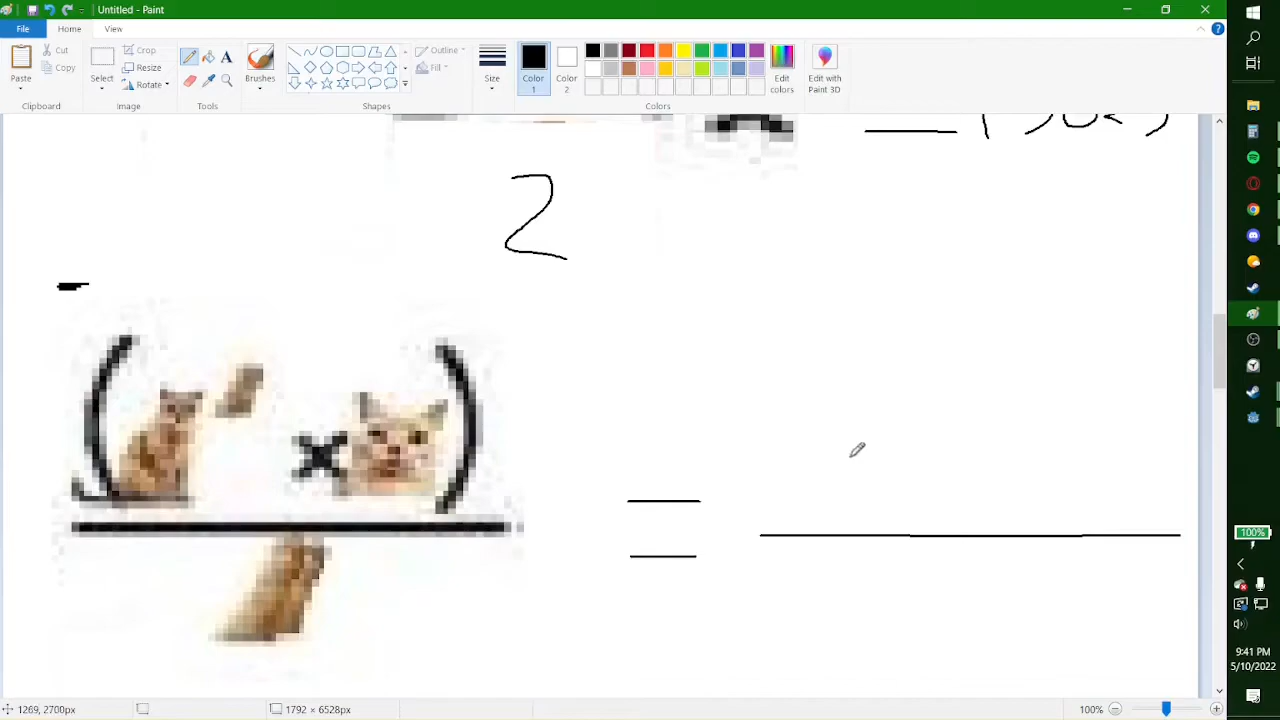 Untitled - Paint
File Home View
Paste
Cut
Copy
Clipboard
Select
Crop
Resize
Rotate
Image
A
Tools
Brushes
Outline
Fill
Shapes
Size
Color 1
Color 2
Edit colors
Colors
Edit with Paint 3D
2
( × )
=
1269, 2700px
1792 × 6528px
100%
100%
9:41 PM
5/10/2022